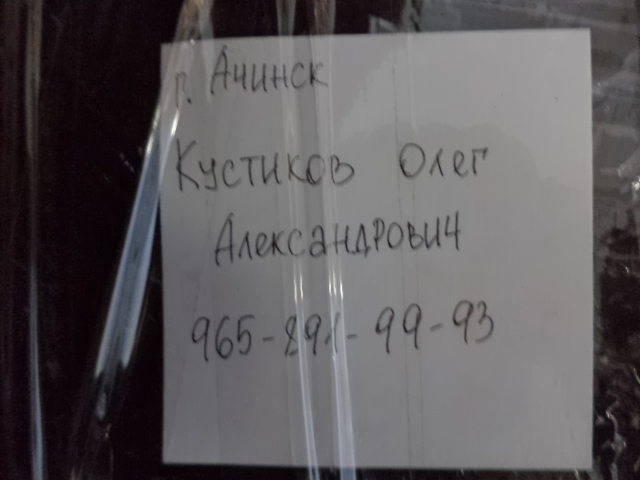 г. Ачинск
Кустиков Олег
Александрович
965-891-99-93